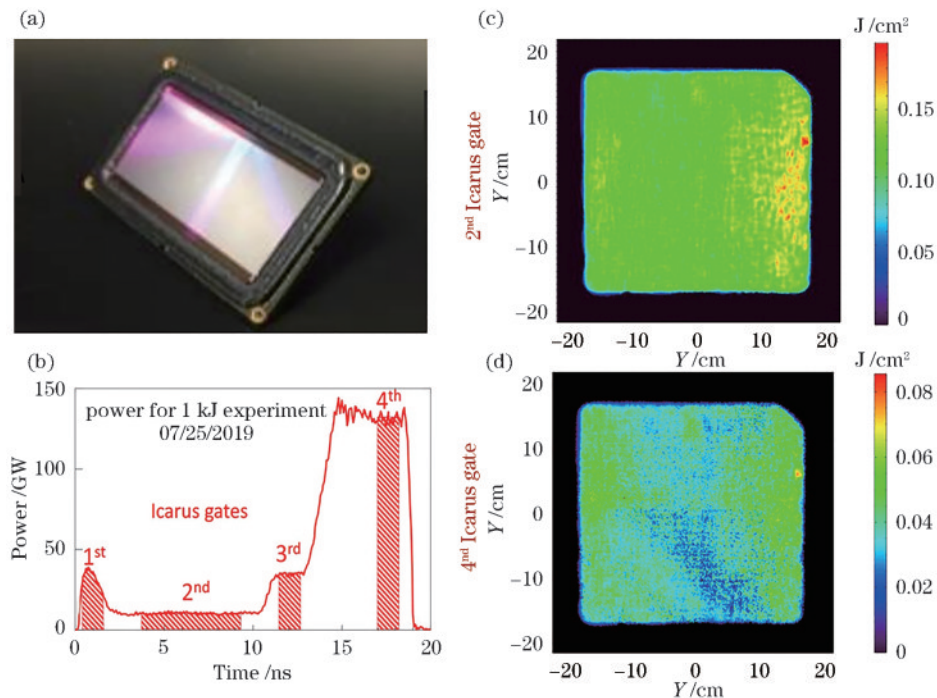 (a)
(b)
150
100
50
0
Power /GW
power for 1 kJ experiment
07/25/2019
Icarus gates
1st
2nd
3rd
4th
0
5
10
15
20
Time /ns
(c)
J /cm²
2nd Icarus gate
Y /cm
20
10
0
−10
−20
−20
−10
0
10
20
Y /cm
0.15
0.10
0.05
0
(d)
J /cm²
4nd Icarus gate
Y /cm
20
10
0
−10
−20
−20
−10
0
10
20
Y /cm
0.08
0.06
0.04
0.02
0